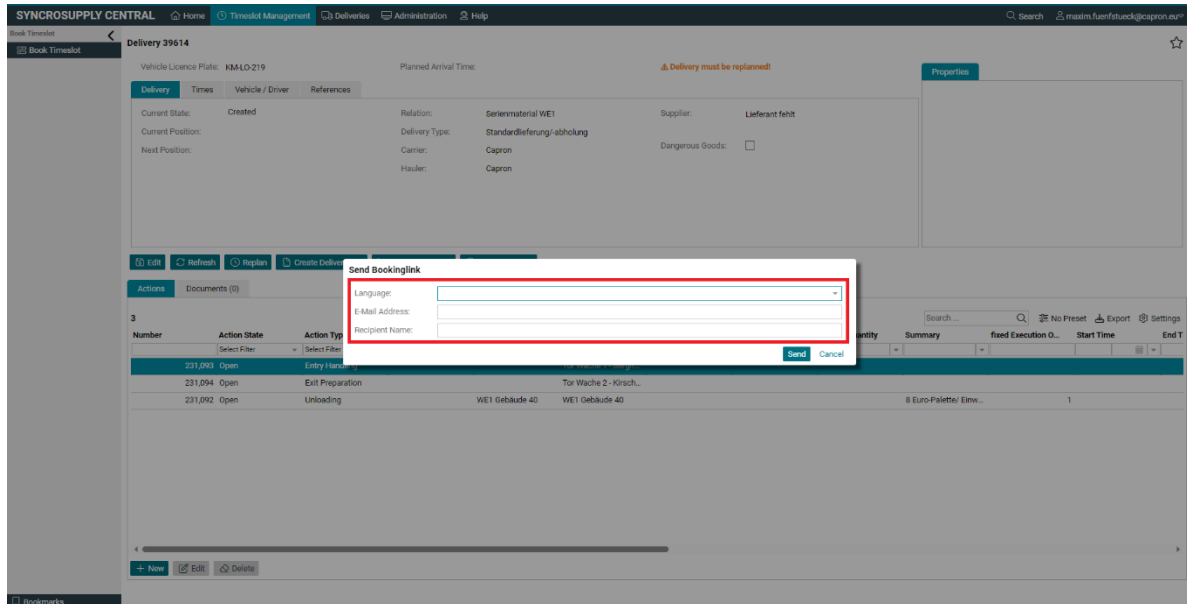 SYNCROSUPPLY CENTRAL Home Timeslot Management Deliveries Administration Help Search maxim.fuenfstueck@capron.eu
Book Timeslot
Book Timeslot
Delivery 39614
Vehicle Licence Plate: KM-LO-219 Planned Arrival Time: Delivery must be replanned!
Properties
Delivery Times Vehicle / Driver References
Current State: Created Relation: Serienmaterial WE1 Supplier: Lieferant fehlt
Current Position: Delivery Type: Standardlieferung/-abholung
Next Position: Carrier: Capron Dangerous Goods:
Hauler: Capron
Edit Refresh Replan Create Deliver
Send Bookinglink
Actions Documents (0)
Language:
E-Mail Address:
Recipient Name:
Send Cancel
3 Search ... No Preset Export Settings
Number Action State Action Typ antity Summary fixed Execution O... Start Time End T
Select Filter Select Filter
231,093 Open Entry Handling
231,094 Open Exit Preparation Tor Wache 2 - Kirsch...
231,092 Open Unloading WE1 Gebäude 40 WE1 Gebäude 40 8 Euro-Palette/ Einw... 1
+ New Edit Delete
Bookmarks